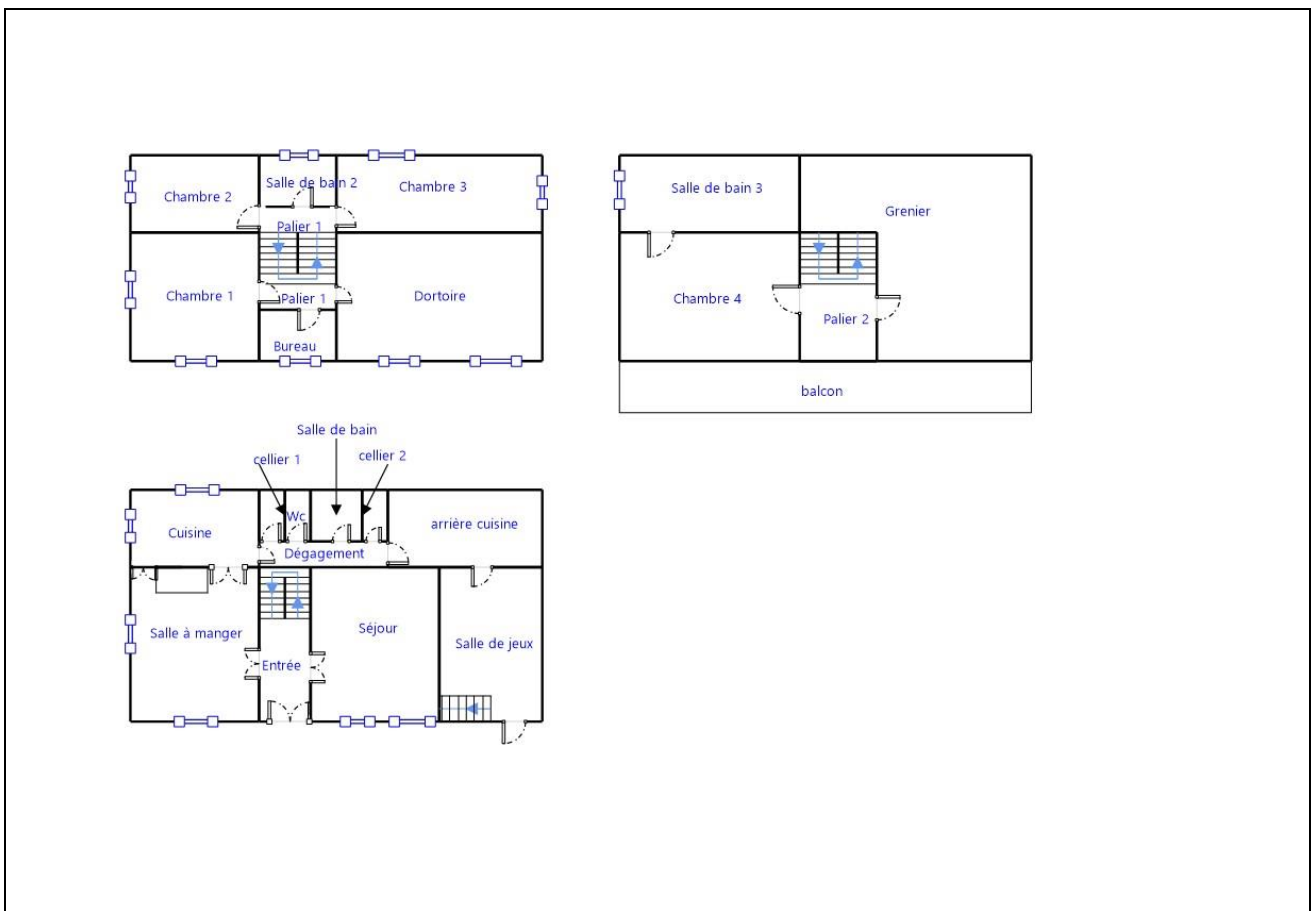 Salle de bain 2
Chambre 2
Chambre 3
Palier 1
Chambre 1
Palier 1
Dortoire
Bureau
Salle de bain 3
Grenier
Chambre 4
Palier 2
balcon
Salle de bain
cellier 1
cellier 2
Wc
Cuisine
arrière cuisine
Dégagement
Salle à manger
Séjour
Salle de jeux
Entrée